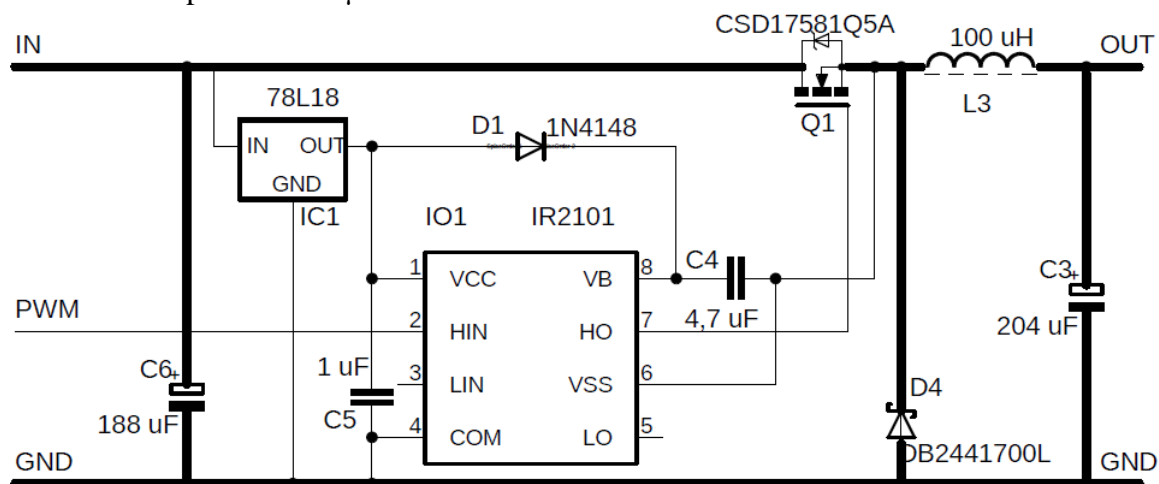 CSD17581Q5A
IN
100 uH
OUT
78L18
L3
D1
1N4148
Q1
IN
OUT
GND
IC1
IO1
IR2101
1
VCC
VB
8
C4
C3
+
PWM
2
HIN
HO
7
4,7 uF
204 uF
C6
+
1 uF
3
LIN
VSS
6
D4
188 uF
C5
4
COM
LO
5
GND
DB2441700L
GND